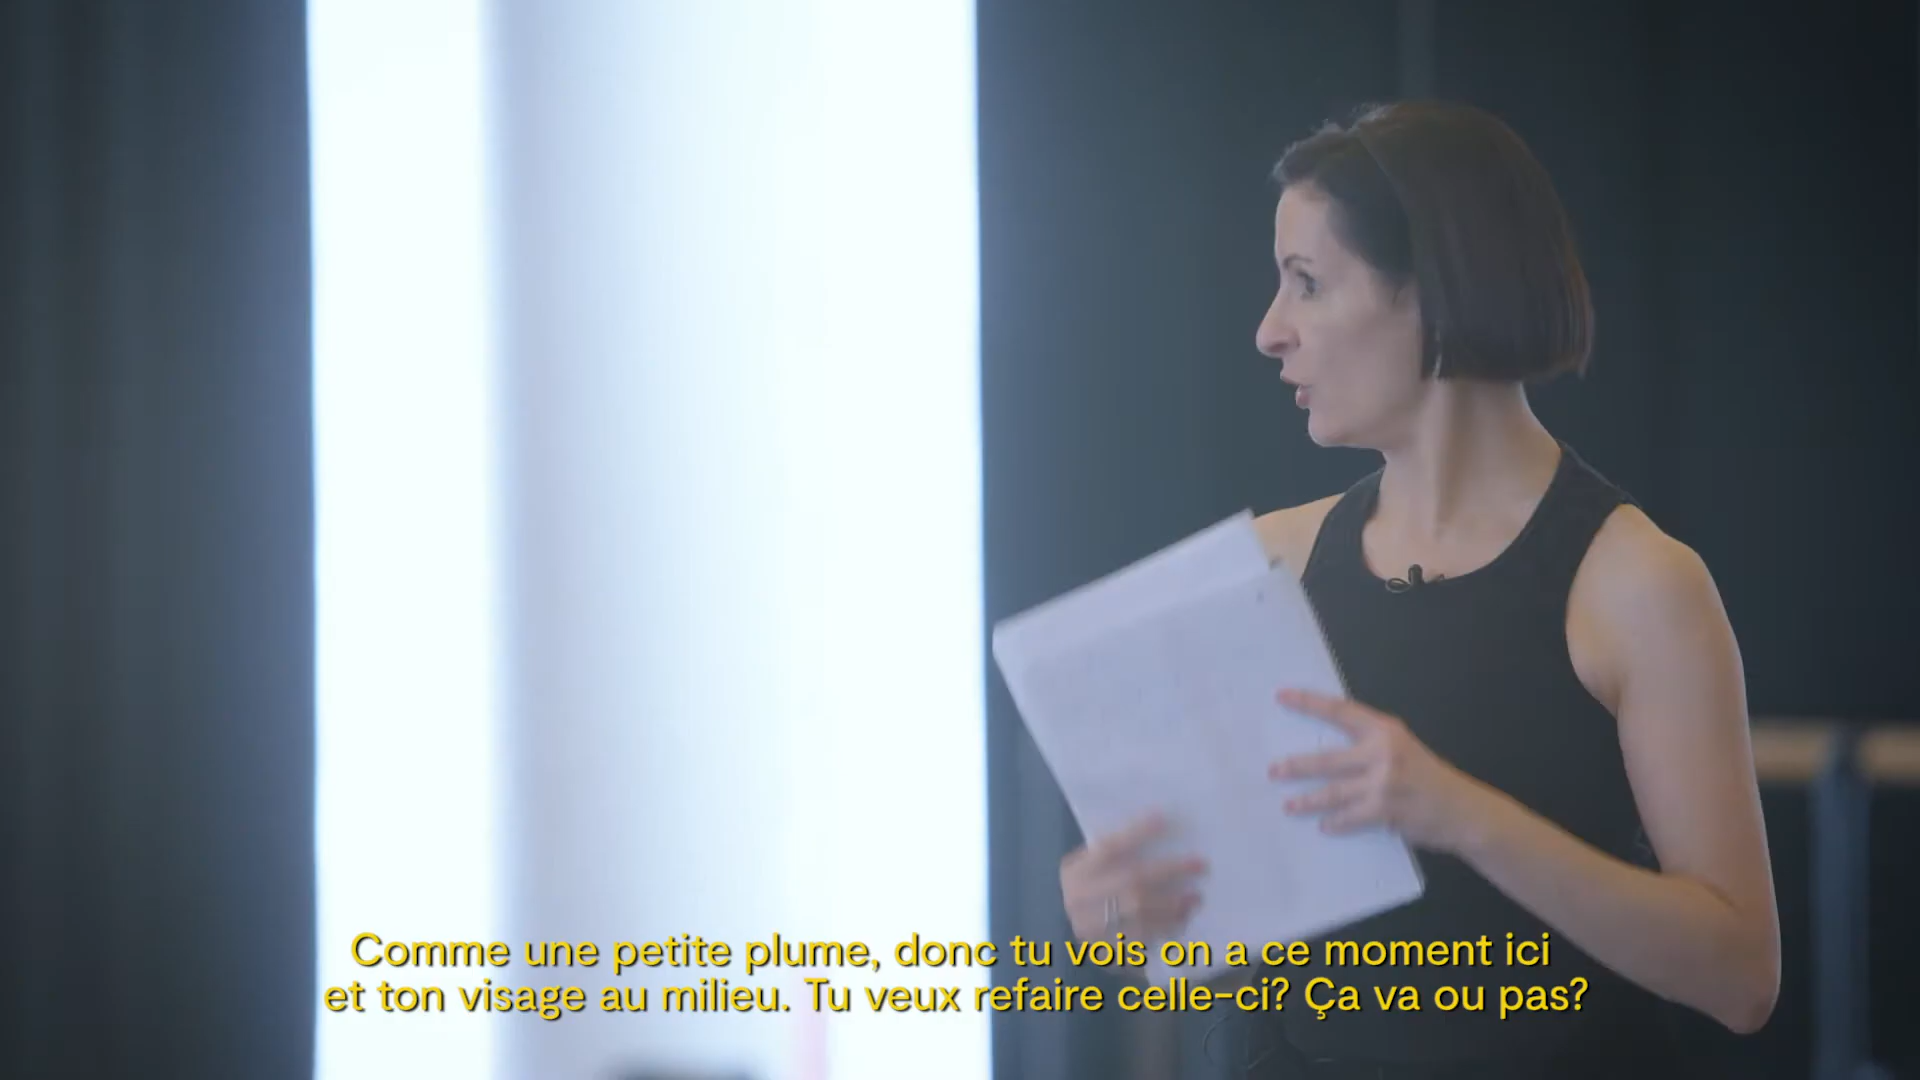 Comme une petite plume, donc tu vois on a ce moment ici
et ton visage au milieu. Tu veux refaire celle-ci? Ça va ou pas?